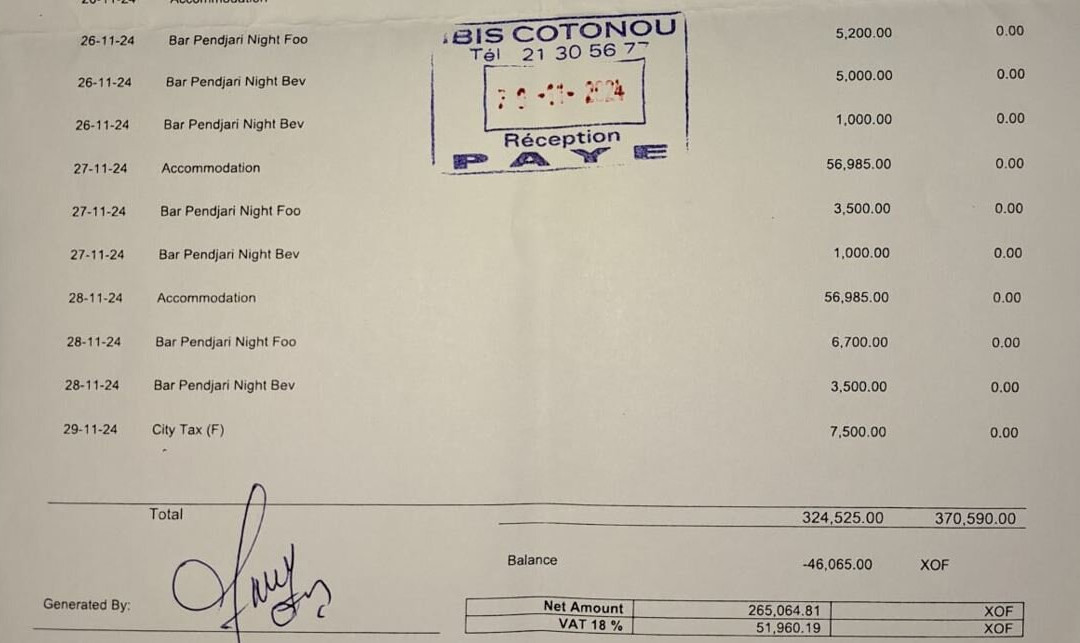 Accommodation
26-11-24 Bar Pendjari Night Foo 5,200.00 0.00
26-11-24 Bar Pendjari Night Bev 5,000.00 0.00
26-11-24 Bar Pendjari Night Bev 1,000.00 0.00
27-11-24 Accommodation 56,985.00 0.00
27-11-24 Bar Pendjari Night Foo 3,500.00 0.00
27-11-24 Bar Pendjari Night Bev 1,000.00 0.00
28-11-24 Accommodation 56,985.00 0.00
28-11-24 Bar Pendjari Night Foo 6,700.00 0.00
28-11-24 Bar Pendjari Night Bev 3,500.00 0.00
29-11-24 City Tax (F) 7,500.00 0.00
IBIS COTONOU
Tél 21 30 56 77
-11- 2024
Réception
PAYE
Total 324,525.00 370,590.00
Balance -46,065.00 XOF
Generated By:
Net Amount 265,064.81 XOF
VAT 18 % 51,960.19 XOF